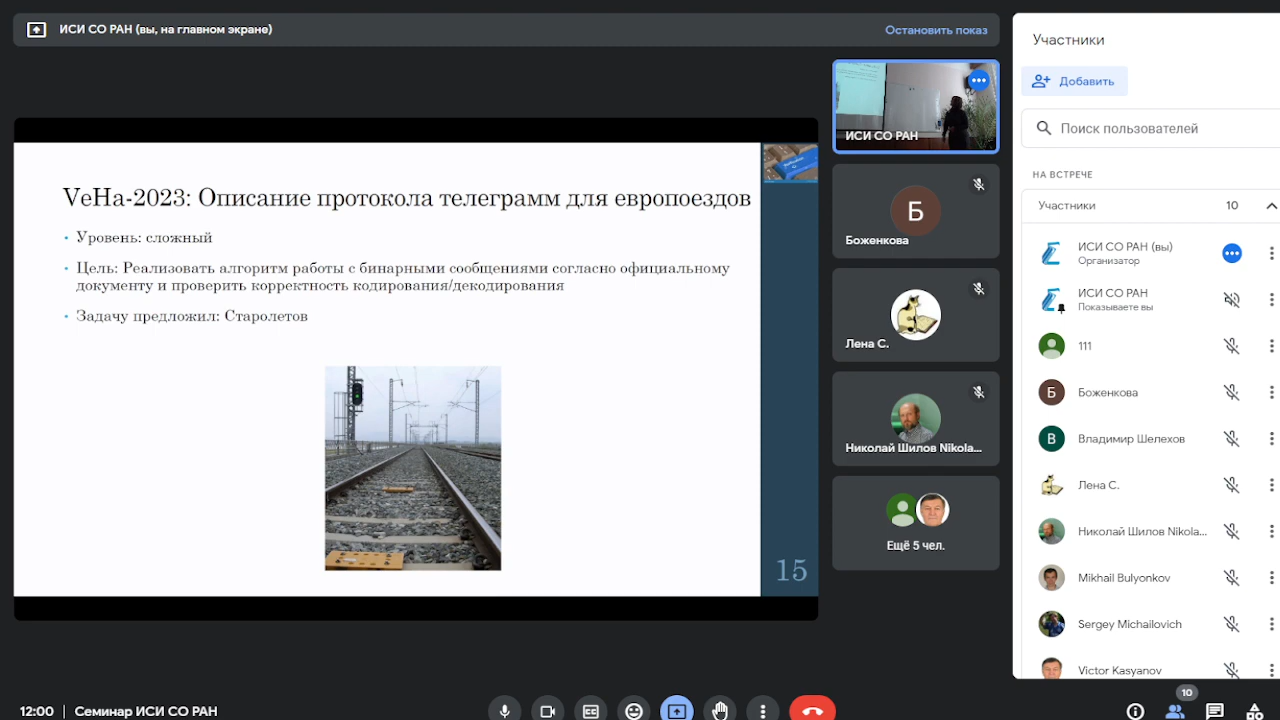 ИСИ СО РАН (вы, на главном экране)
Остановить показ
VeHa-2023: Описание протокола телеграмм для европоездов
• Уровень: сложный
• Цель: Реализовать алгоритм работы с бинарными сообщениями согласно официальному
документу и проверить корректность кодирования/декодирования
• Задачу предложил: Старолетов
15
ИСИ СО РАН
Б
Боженкова
Лена С.
Николай Шилов Nikola...
Ещё 5 чел.
Участники
Добавить
Поиск пользователей
НА ВСТРЕЧЕ
Участники
10
ИСИ СО РАН (вы)
Организатор
ИСИ СО РАН
Показываете вы
111
Б
Боженкова
В
Владимир Шелехов
Лена С.
Николай Шилов Nikola...
Mikhail Bulyonkov
Sergey Michailovich
Victor Kasyanov
12:00 | Семинар ИСИ СО РАН
10